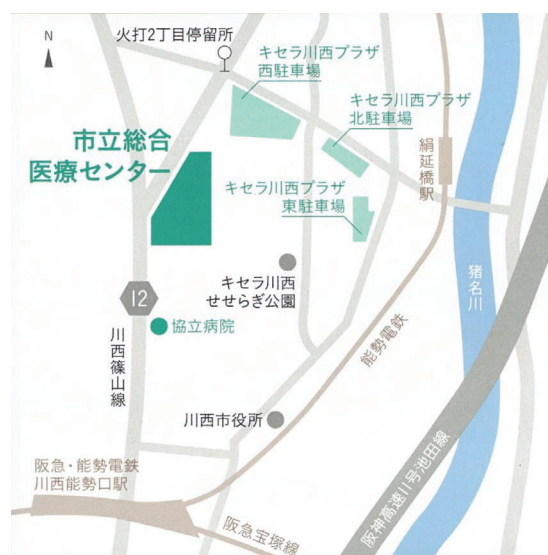 火打2丁目停留所
N
キセラ川西プラザ
西駐車場
キセラ川西プラザ
北駐車場
市立総合
医療センター
絹延橋駅
キセラ川西プラザ
東駐車場
キセラ川西
せせらぎ公園
猪名川
12
協立病院
川西篠山線
能勢電鉄
川西市役所
阪急・能勢電鉄
川西能勢口駅
阪神高速11号池田線
阪急宝塚線